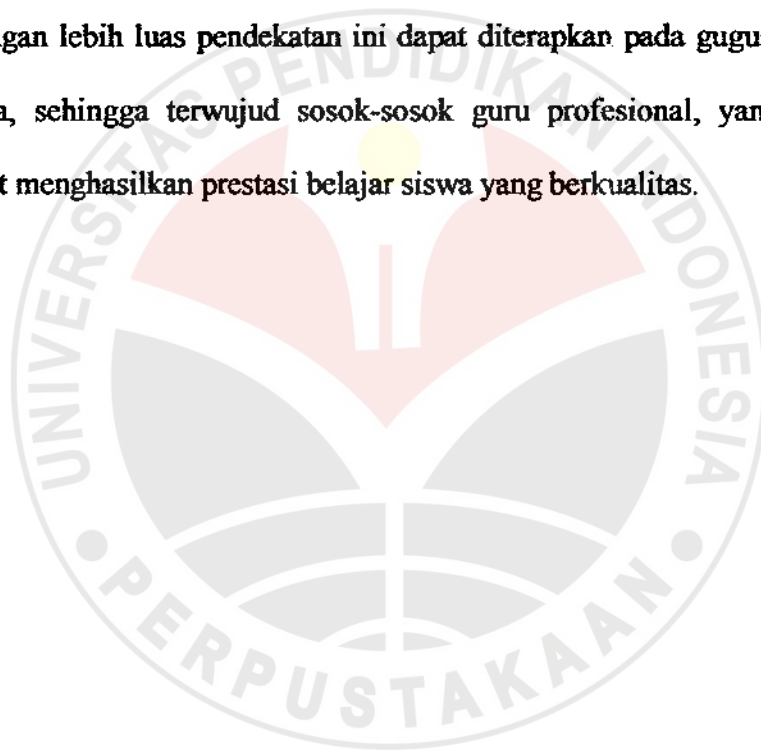 gan lebih luas pendekatan ini dapat diterapkan pada gugu
a, sehingga terwujud sosok-sosok guru profesional, yan
t menghasilkan prestasi belajar siswa yang berkualitas.
UNIVERSITAS PENDIDIKAN INDONESIA
PERPUSTAKAAN